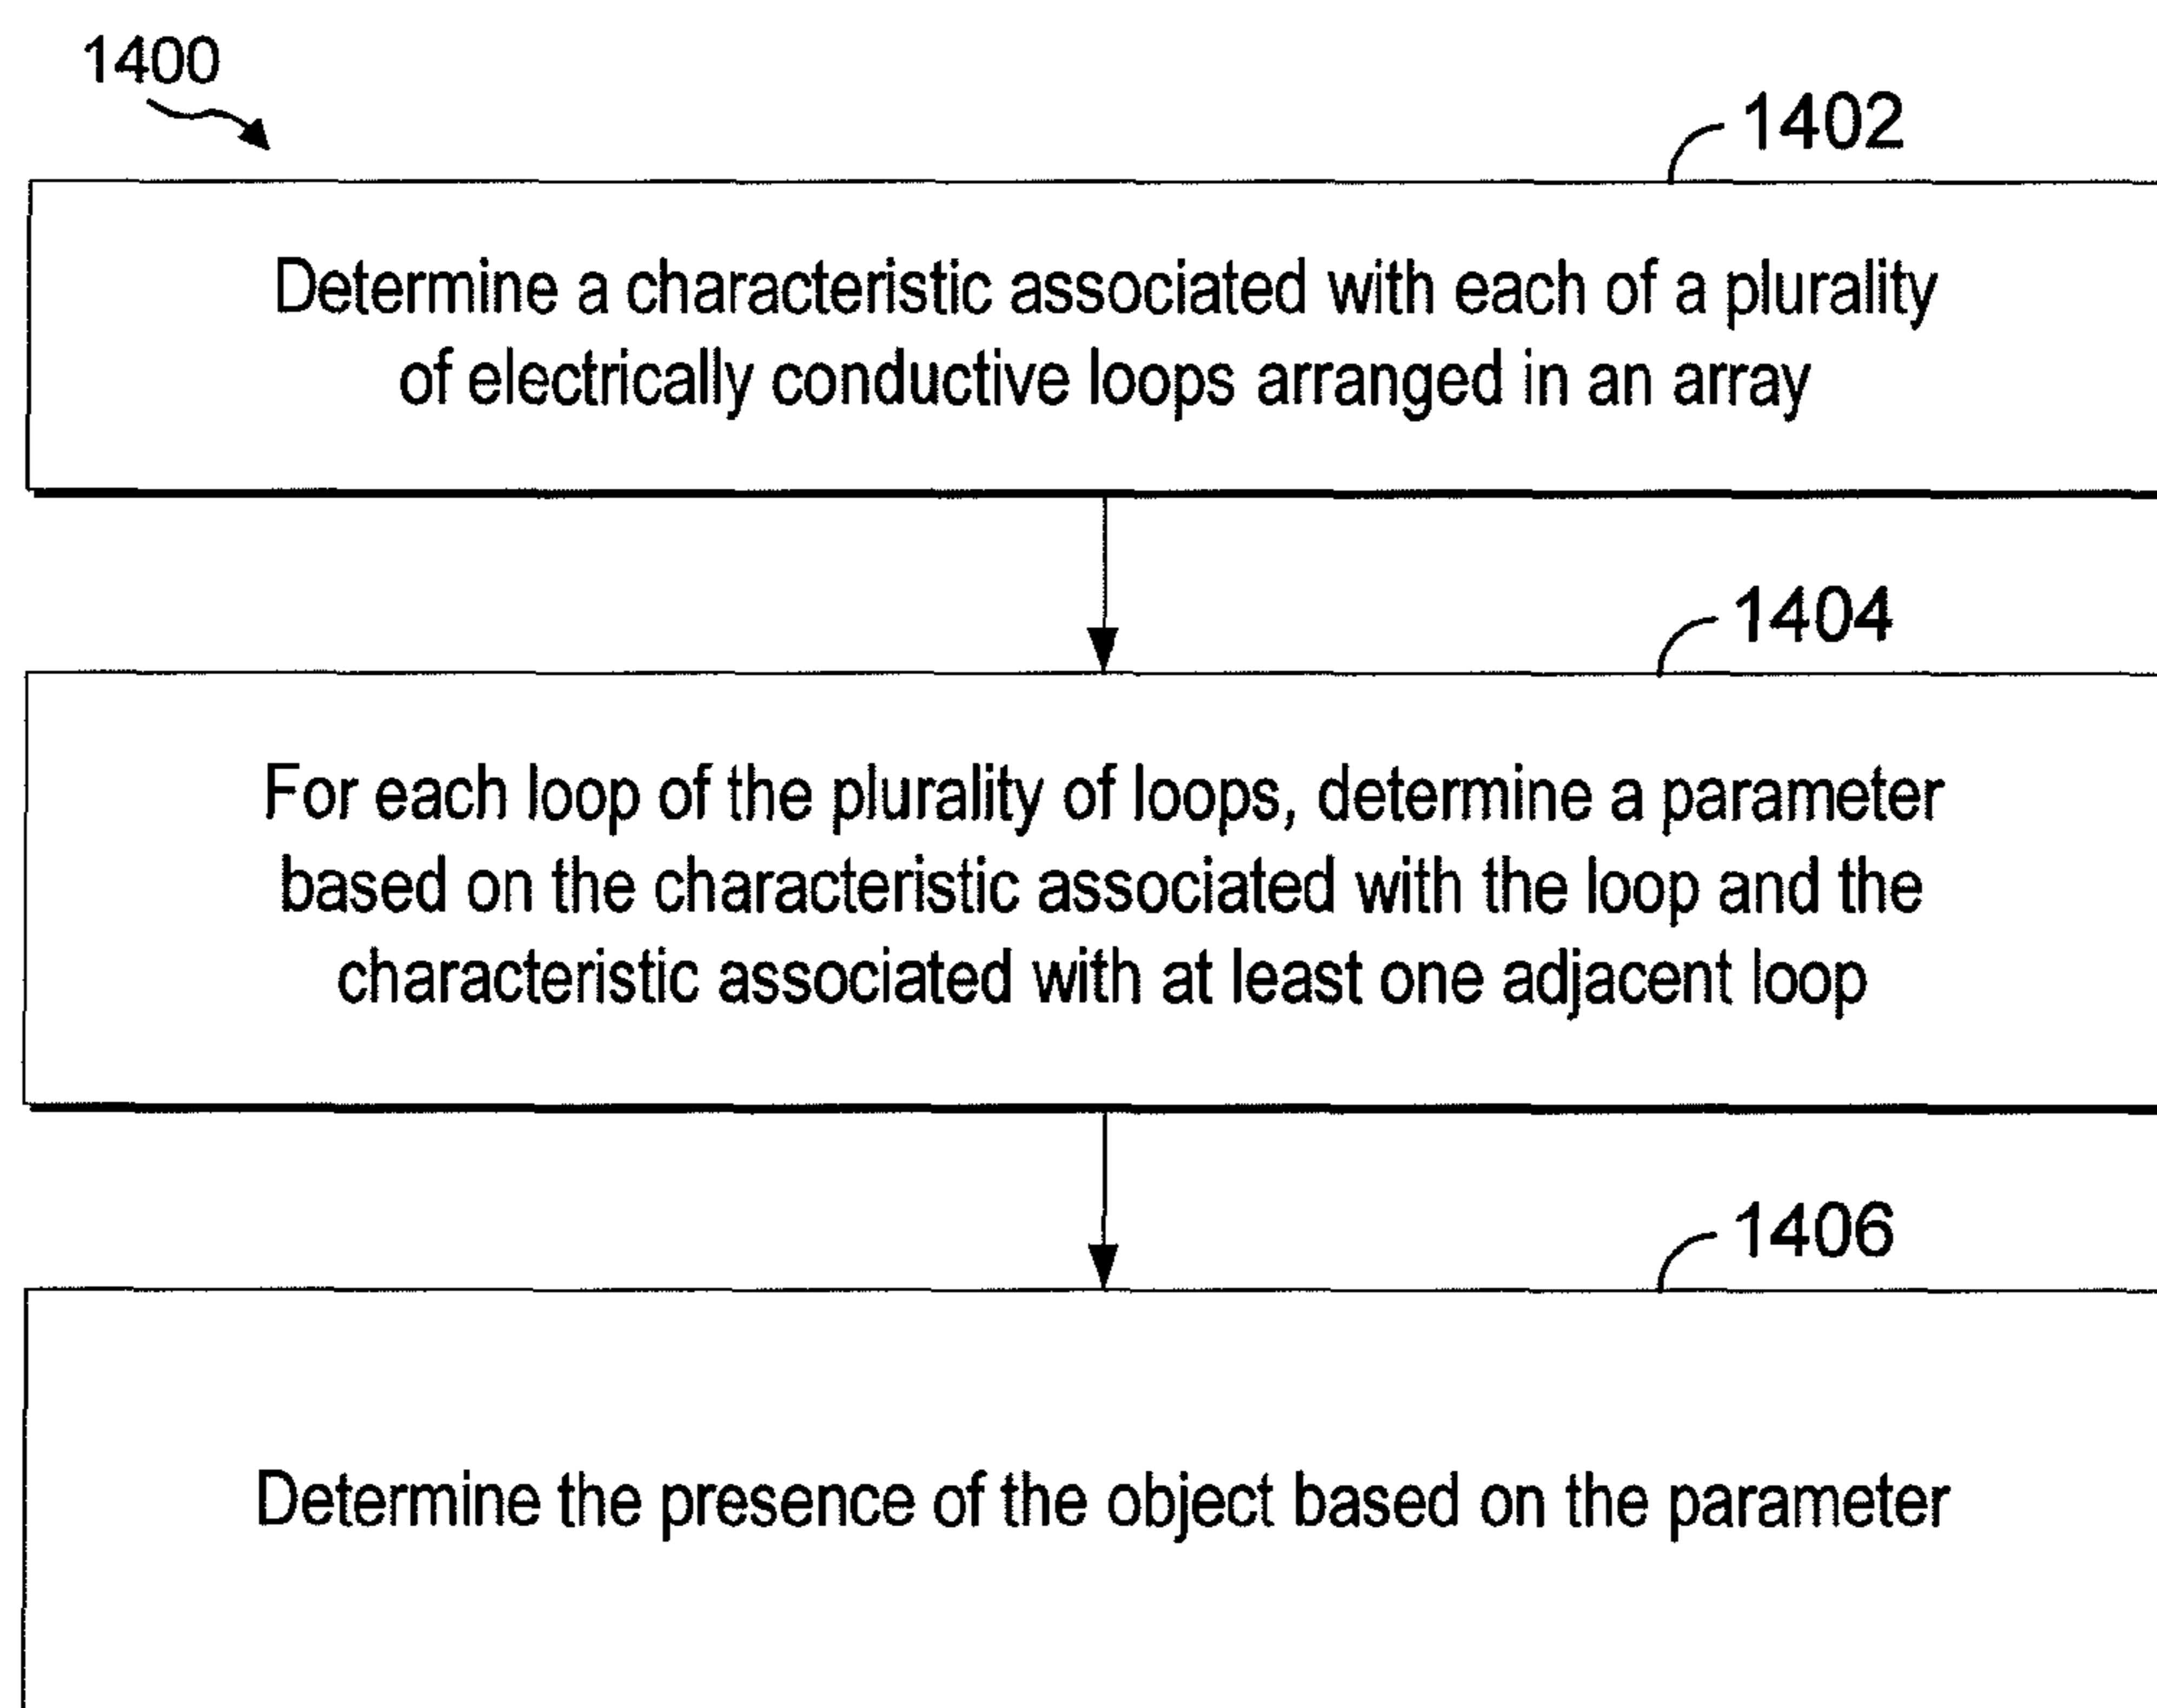 1400
1402
Determine a characteristic associated with each of a plurality
of electrically conductive loops arranged in an array
1404
For each loop of the plurality of loops, determine a parameter
based on the characteristic associated with the loop and the
characteristic associated with at least one adjacent loop
1406
Determine the presence of the object based on the parameter